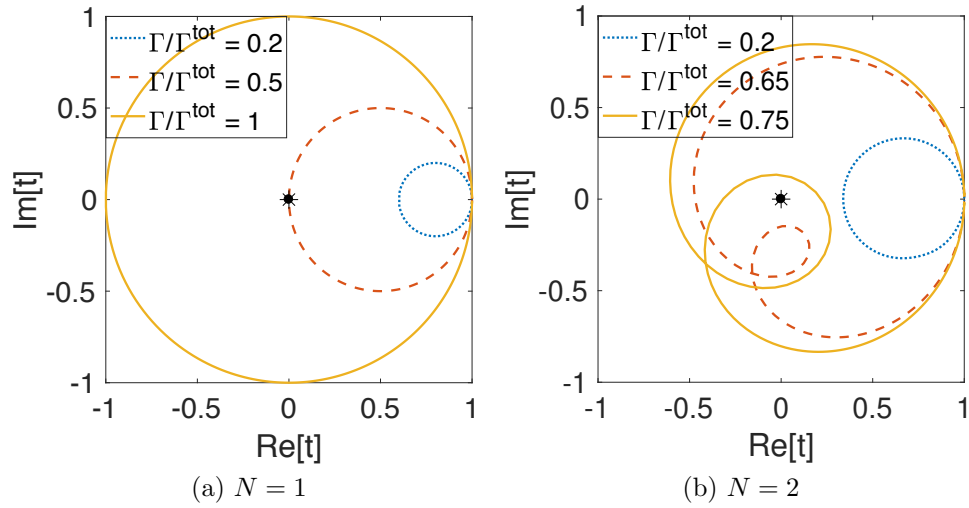 1
0.5
0
-0.5
-1
Im[t]
Γ/Γ^tot = 0.2
Γ/Γ^tot = 0.5
Γ/Γ^tot = 1
-1 -0.5 0 0.5 1
Re[t]
(a) N = 1
1
0.5
0
-0.5
-1
Im[t]
Γ/Γ^tot = 0.2
Γ/Γ^tot = 0.65
Γ/Γ^tot = 0.75
-1 -0.5 0 0.5 1
Re[t]
(b) N = 2